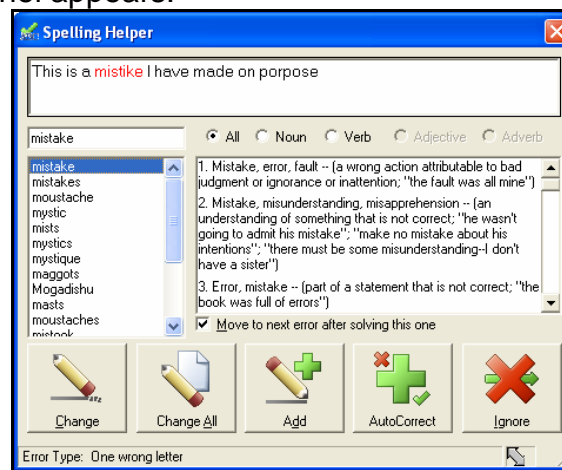 appears.
Spelling Helper
This is a mistike I have made on porpose
mistake
All Noun Verb Adjective Adverb
mistake
mistakes
moustache
mystic
mists
mystics
mystique
maggots
Mogadishu
masts
moustaches
mistook
1. Mistake, error, fault -- (a wrong action attributable to bad
judgment or ignorance or inattention; "the fault was all mine")
2. Mistake, misunderstanding, misapprehension -- (an
understanding of something that is not correct; "he wasn't
going to admit his mistake"; "make no mistake about his
intentions"; "there must be some misunderstanding--I don't
have a sister")
3. Error, mistake -- (part of a statement that is not correct; "the
book was full of errors")
Move to next error after solving this one
Change
Change All
Add
AutoCorrect
Ignore
Error Type: One wrong letter